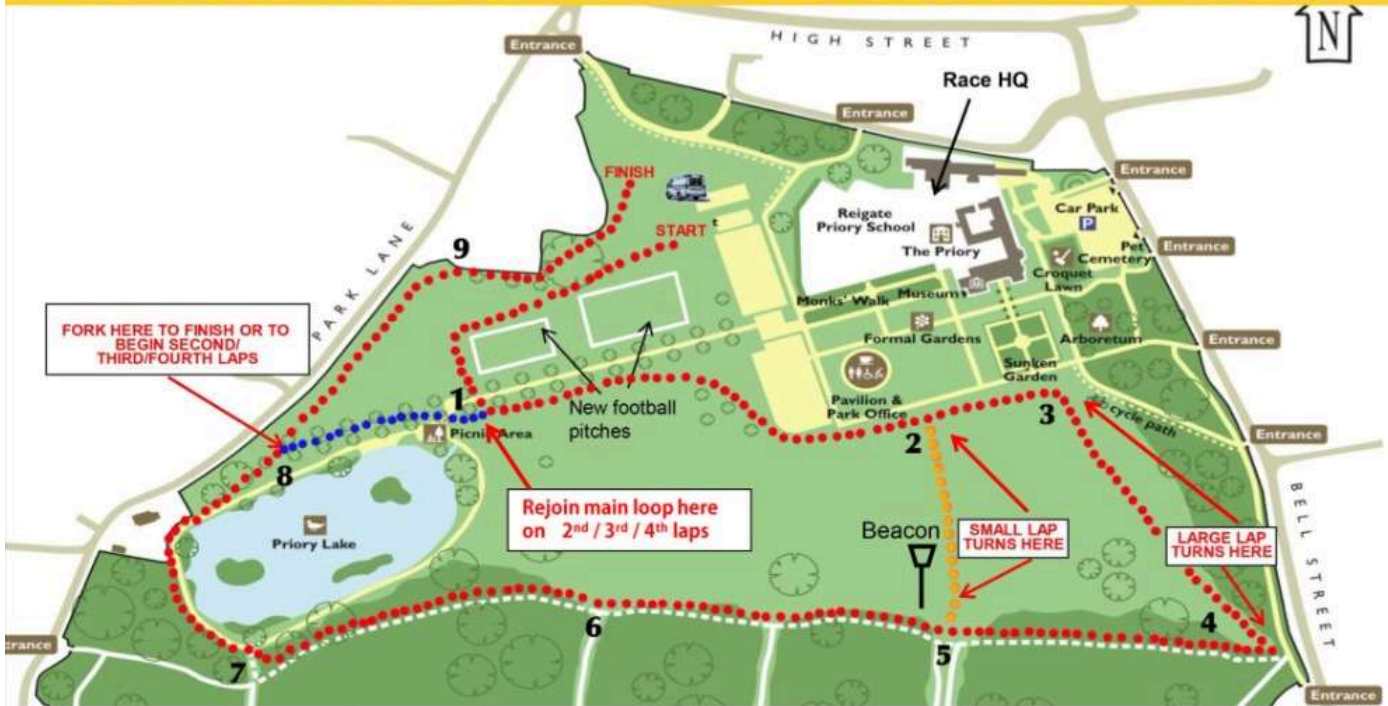 HIGH STREET
N
Entrance
Race HQ
Entrance
Entrance
FINISH
START
t
Reigate
Priory School
The Priory
Car Park
P
Pet
Cemetery
Entrance
Croquet
Lawn
PARK LANE
9
Monks' Walk
Museum
Formal Gardens
Sunken
Garden
Arboretum
Entrance
FORK HERE TO FINISH OR TO
BEGIN SECOND/
THIRD/FOURTH LAPS
1
New football
pitches
Pavilion &
Park Office
2
3
cycle path
Entrance
Picnic Area
8
Rejoin main loop here
on 2nd / 3rd / 4th laps
Priory Lake
Beacon
SMALL LAP
TURNS HERE
LARGE LAP
TURNS HERE
BELL STREET
4
5
6
7
Entrance